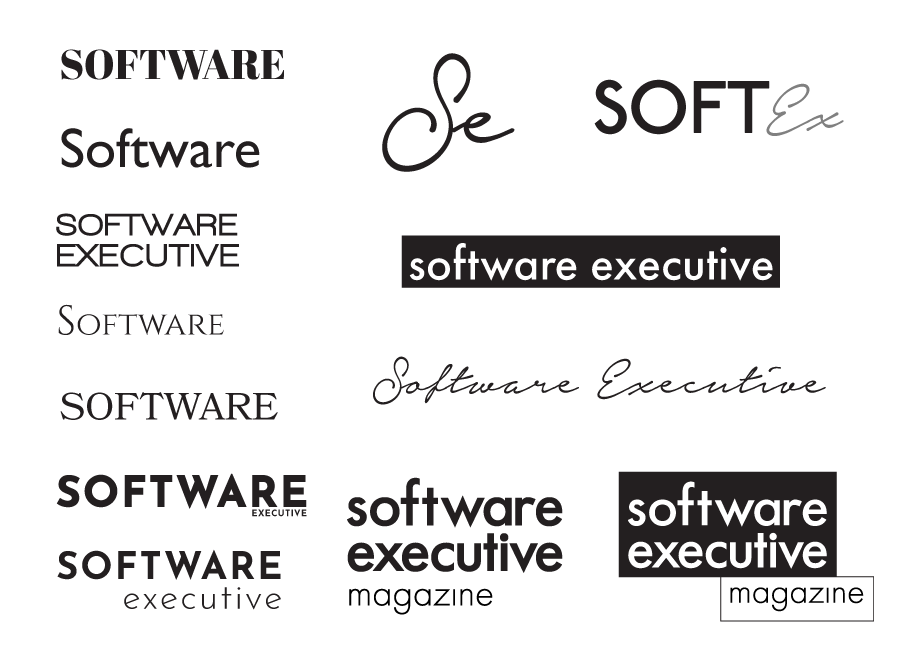 SOFTWARE
Software
SOFTWARE
EXECUTIVE
SOFTWARE
SOFTWARE
SOFTWARE
EXECUTIVE
SOFTWARE
executive
Se
SOFTEx
software executive
Software Executive
software
executive
magazine
software
executive
magazine